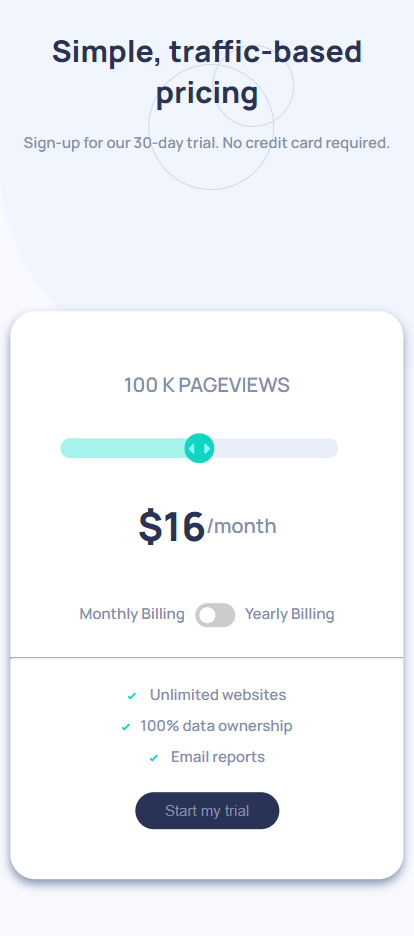 Simple, traffic-based
pricing
Sign-up for our 30-day trial. No credit card required.
100 K PAGEVIEWS
$16/month
Monthly Billing Yearly Billing
Unlimited websites
100% data ownership
Email reports
Start my trial